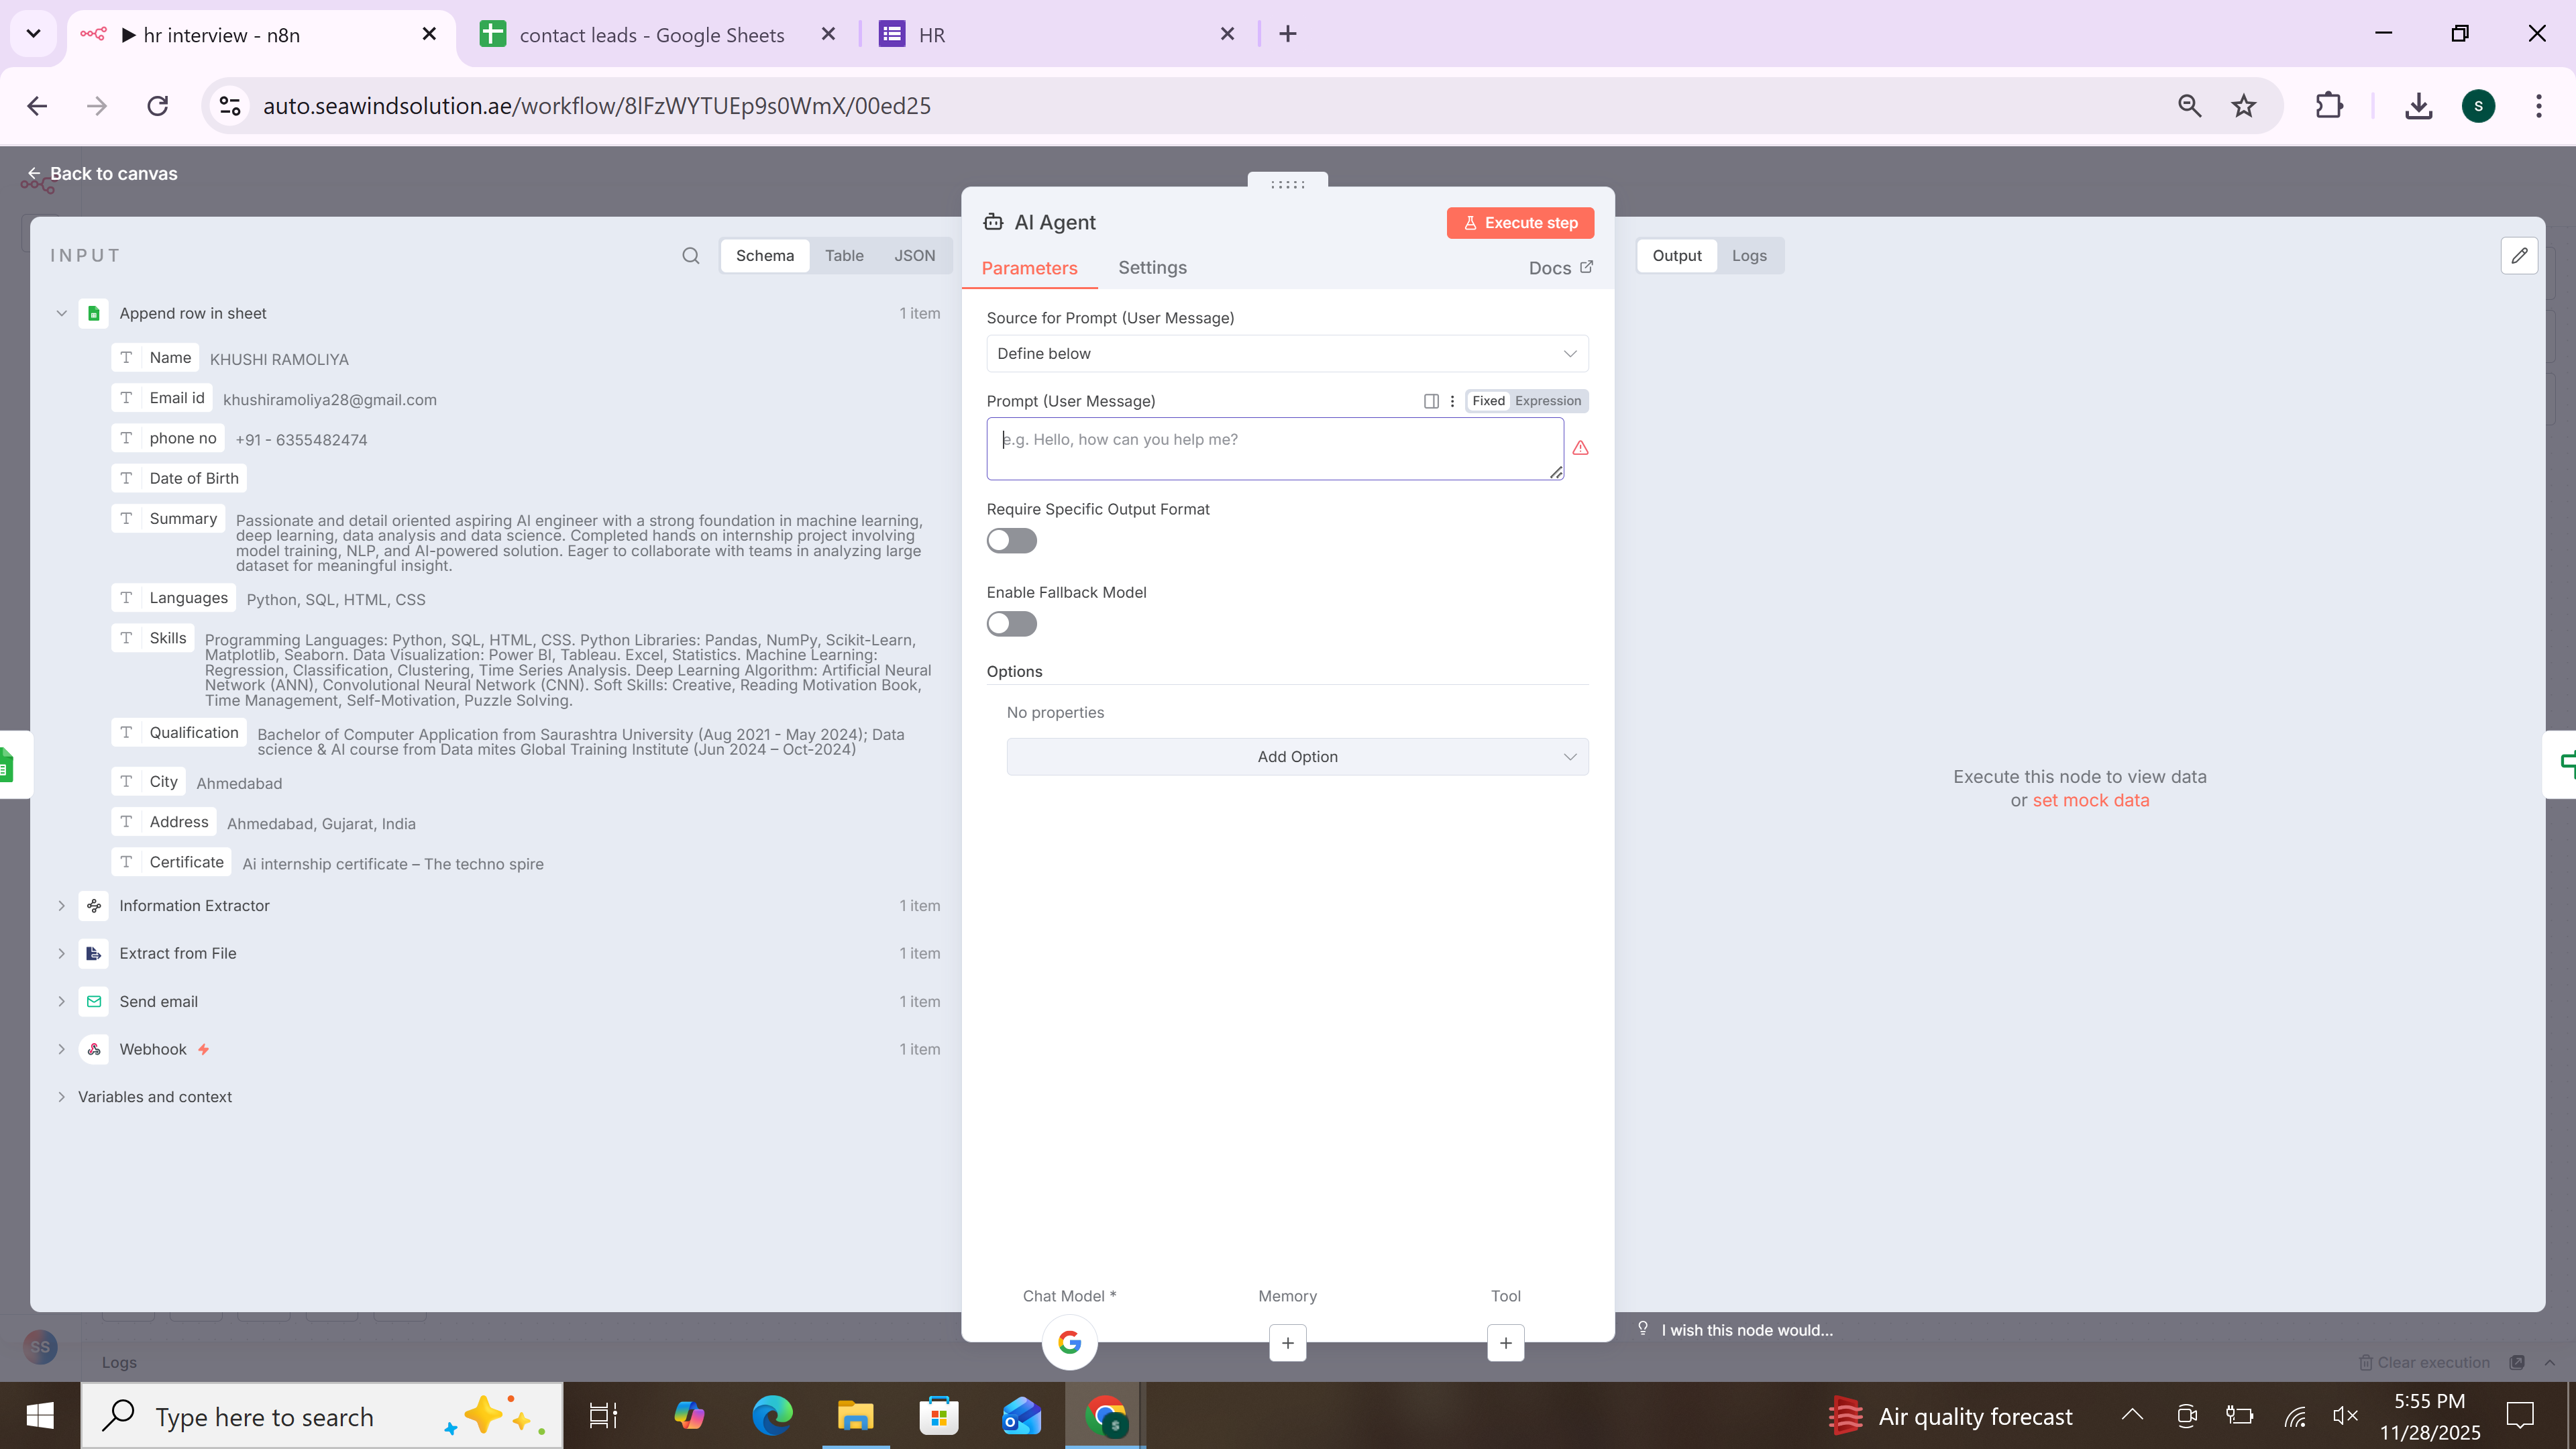 hr interview - n8n
contact leads - Google Sheets
HR
auto.seawindsolution.ae/workflow/8lFzWYTUEp9s0WmX/00ed25
S
Back to canvas
INPUT
Schema
Table
JSON
Append row in sheet
1 item
T Name
KHUSHI RAMOLIYA
T Email id
khushiramoliya28@gmail.com
T phone no
+91 - 6355482474
T Date of Birth
T Summary
Passionate and detail oriented aspiring AI engineer with a strong foundation in machine learning,
deep learning, data analysis and data science. Completed hands on internship project involving
model training, NLP, and AI-powered solution. Eager to collaborate with teams in analyzing large
dataset for meaningful insight.
T Languages
Python, SQL, HTML, CSS
T Skills
Programming Languages: Python, SQL, HTML, CSS. Python Libraries: Pandas, NumPy, Scikit-Learn,
Matplotlib, Seaborn. Data Visualization: Power BI, Tableau. Excel, Statistics. Machine Learning:
Regression, Classification, Clustering, Time Series Analysis. Deep Learning Algorithm: Artificial Neural
Network (ANN), Convolutional Neural Network (CNN). Soft Skills: Creative, Reading Motivation Book,
Time Management, Self-Motivation, Puzzle Solving.
T Qualification
Bachelor of Computer Application from Saurashtra University (Aug 2021 - May 2024); Data
science & AI course from Data mites Global Training Institute (Jun 2024 – Oct-2024)
T City
Ahmedabad
T Address
Ahmedabad, Gujarat, India
T Certificate
Ai internship certificate – The techno spire
Information Extractor
1 item
Extract from File
1 item
Send email
1 item
Webhook
1 item
Variables and context
AI Agent
Execute step
Parameters
Settings
Docs
Source for Prompt (User Message)
Define below
Prompt (User Message)
Fixed
Expression
e.g. Hello, how can you help me?
Require Specific Output Format
Enable Fallback Model
Options
No properties
Add Option
Chat Model *
Memory
Tool
Output
Logs
Execute this node to view data
or set mock data
I wish this node would...
SS
Logs
Clear execution
Type here to search
Air quality forecast
5:55 PM
11/28/2025